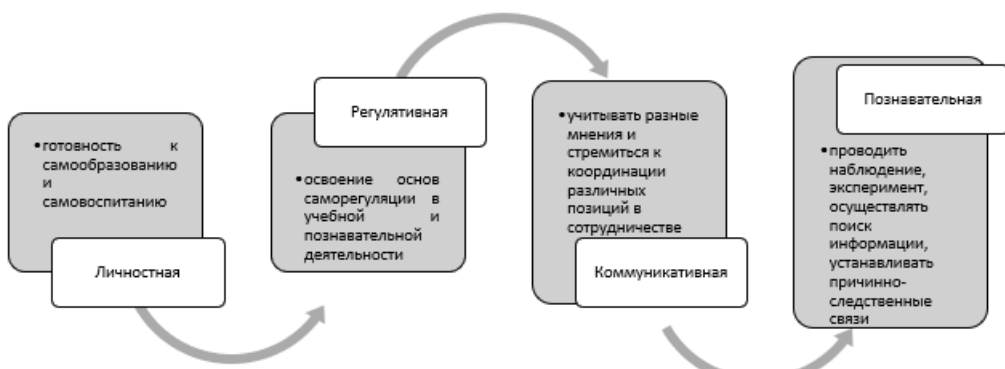 •готовность к
самообразованию
и
самовоспитанию
Личностная
Регулятивная
•освоение основ
саморегуляции в
учебной и
познавательной
деятельности
•учитывать разные
мнения и
стремиться к
координации
различных
позиций в
сотрудничестве
Коммуникативная
Познавательная
•проводить
наблюдение,
эксперимент,
осуществлять
поиск
информации,
устанавливать
причинно-
следственные
связи